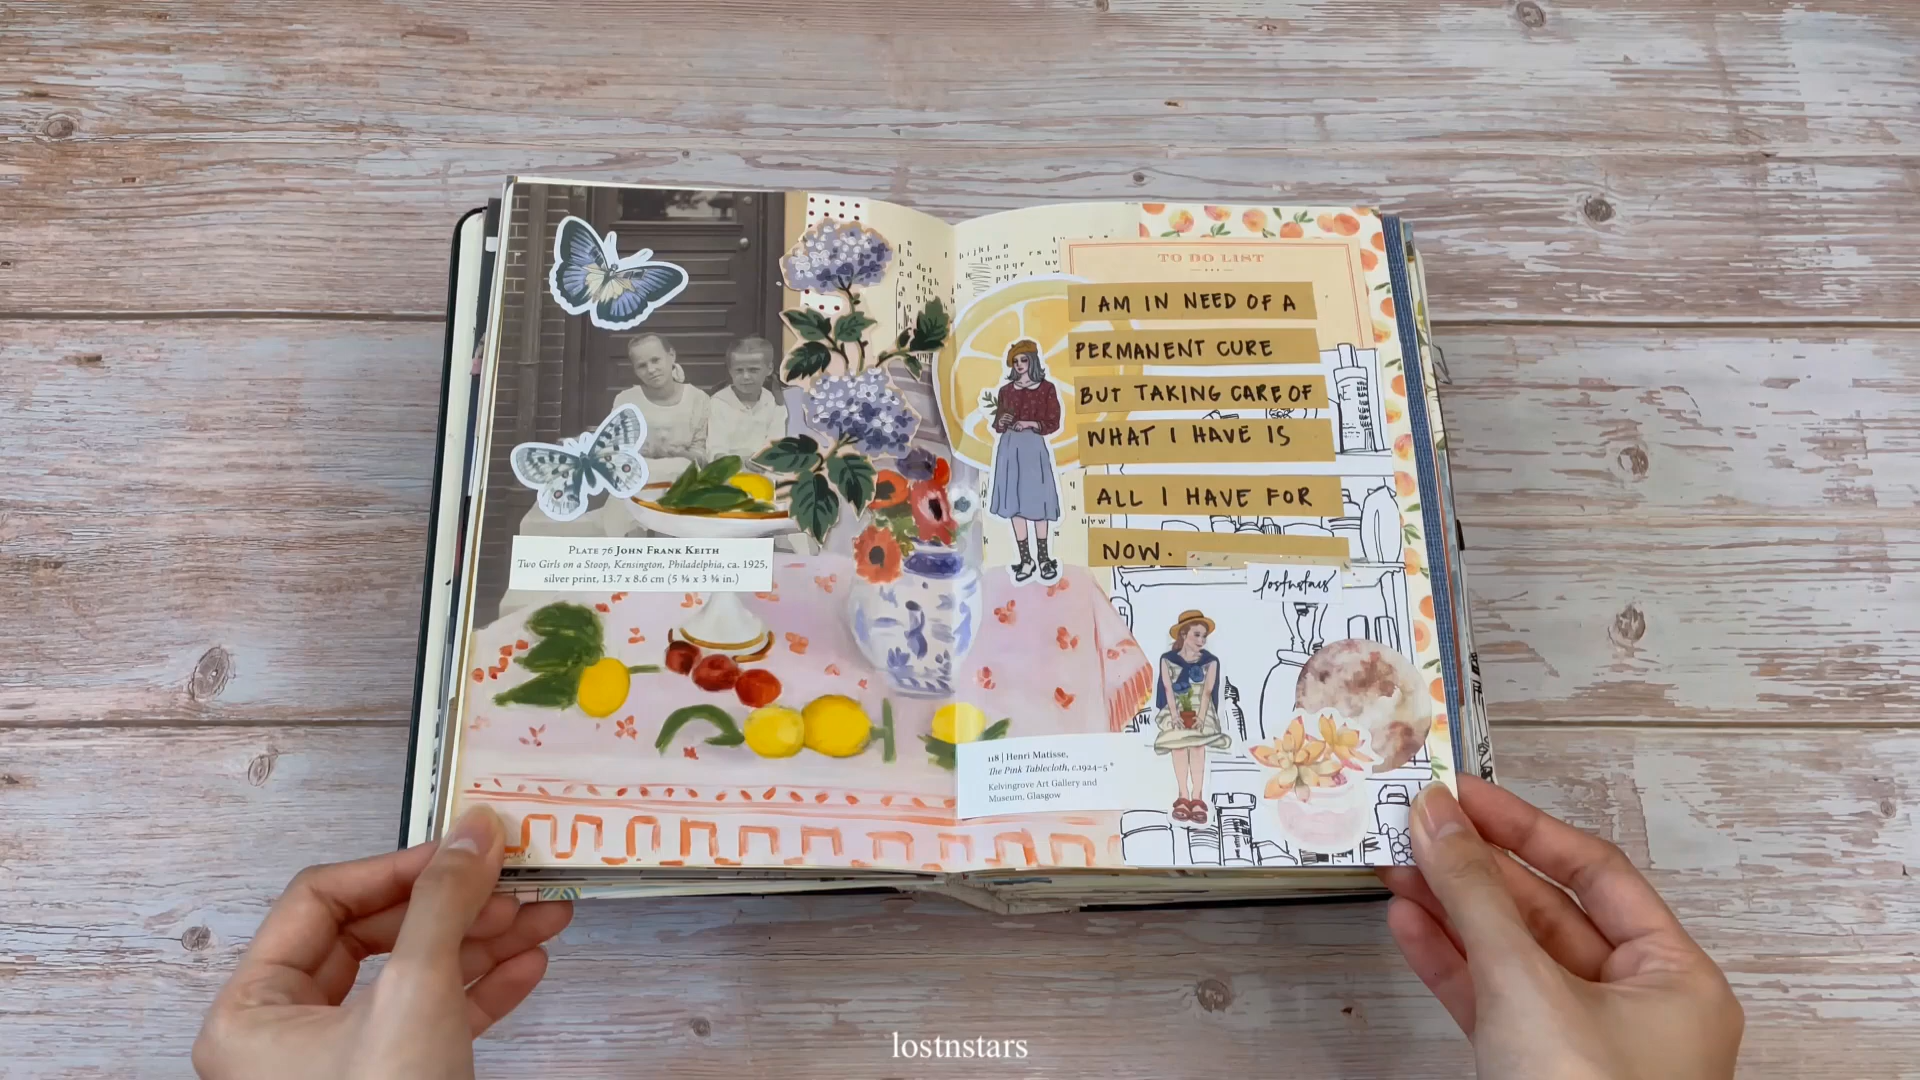 PLATE 76 JOHN FRANK KEITH
Two Girls on a Stoop, Kensington, Philadelphia, ca. 1925,
silver print, 13.7 x 8.6 cm (5 ⅜ x 3 ⅜ in.)
TO DO LIST
I AM IN NEED OF A
PERMANENT CURE
BUT TAKING CARE OF
WHAT I HAVE IS
ALL I HAVE FOR
NOW.
lostnstars
118 | Henri Matisse,
The Pink Tablecloth, c.1924–5 *
Kelvingrove Art Gallery and
Museum, Glasgow
lostnstars